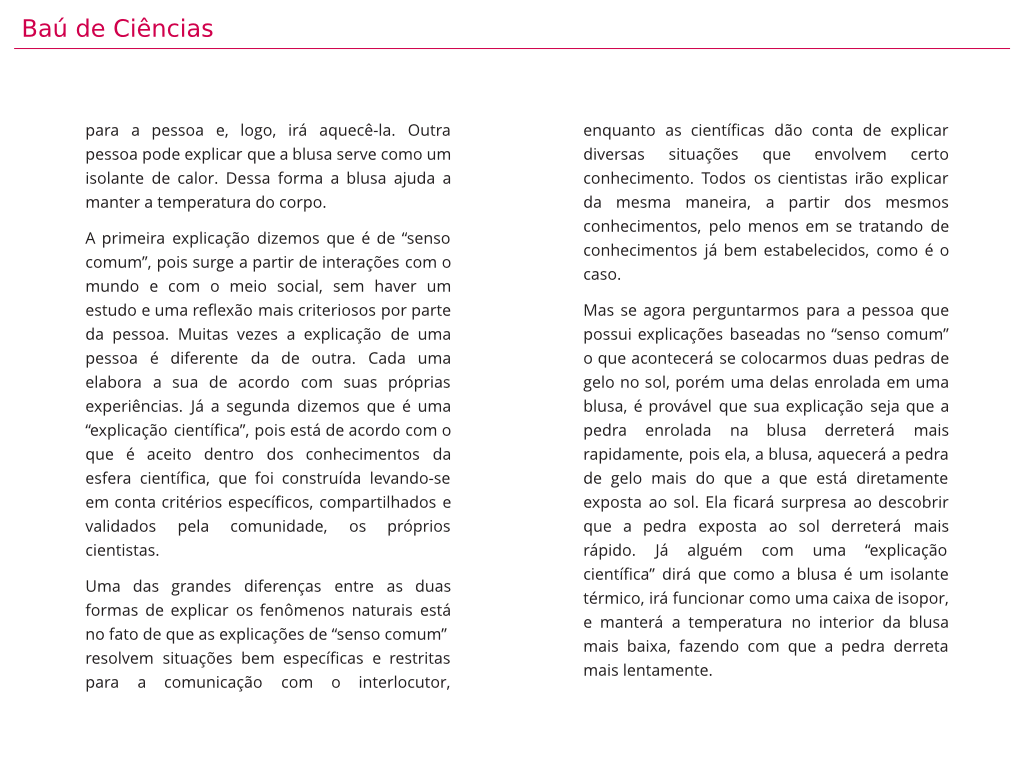 Baú de Ciências
para a pessoa e, logo, irá aquecê-la. Outra
pessoa pode explicar que a blusa serve como um
isolante de calor. Dessa forma a blusa ajuda a
manter a temperatura do corpo.
A primeira explicação dizemos que é de “senso
comum”, pois surge a partir de interações com o
mundo e com o meio social, sem haver um
estudo e uma reflexão mais criteriosos por parte
da pessoa. Muitas vezes a explicação de uma
pessoa é diferente da de outra. Cada uma
elabora a sua de acordo com suas próprias
experiências. Já a segunda dizemos que é uma
“explicação científica”, pois está de acordo com o
que é aceito dentro dos conhecimentos da
esfera científica, que foi construída levando-se
em conta critérios específicos, compartilhados e
validados pela comunidade, os próprios
cientistas.
Uma das grandes diferenças entre as duas
formas de explicar os fenômenos naturais está
no fato de que as explicações de “senso comum”
resolvem situações bem específicas e restritas
para a comunicação com o interlocutor,
enquanto as científicas dão conta de explicar
diversas situações que envolvem certo
conhecimento. Todos os cientistas irão explicar
da mesma maneira, a partir dos mesmos
conhecimentos, pelo menos em se tratando de
conhecimentos já bem estabelecidos, como é o
caso.
Mas se agora perguntarmos para a pessoa que
possui explicações baseadas no “senso comum”
o que acontecerá se colocarmos duas pedras de
gelo no sol, porém uma delas enrolada em uma
blusa, é provável que sua explicação seja que a
pedra enrolada na blusa derreterá mais
rapidamente, pois ela, a blusa, aquecerá a pedra
de gelo mais do que a que está diretamente
exposta ao sol. Ela ficará surpresa ao descobrir
que a pedra exposta ao sol derreterá mais
rápido. Já alguém com uma “explicação
científica” dirá que como a blusa é um isolante
térmico, irá funcionar como uma caixa de isopor,
e manterá a temperatura no interior da blusa
mais baixa, fazendo com que a pedra derreta
mais lentamente.